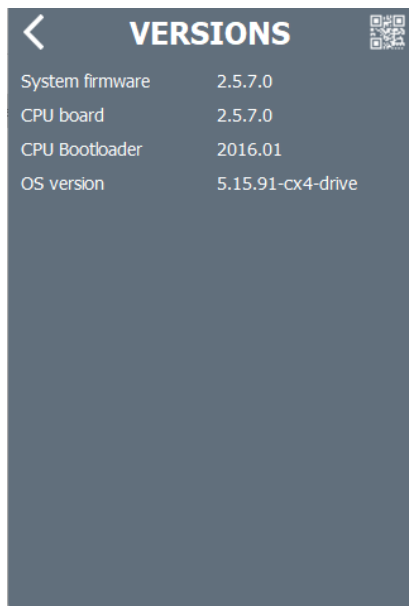 VERSIONS
System firmware 2.5.7.0
CPU board 2.5.7.0
CPU Bootloader 2016.01
OS version 5.15.91-cx4-drive